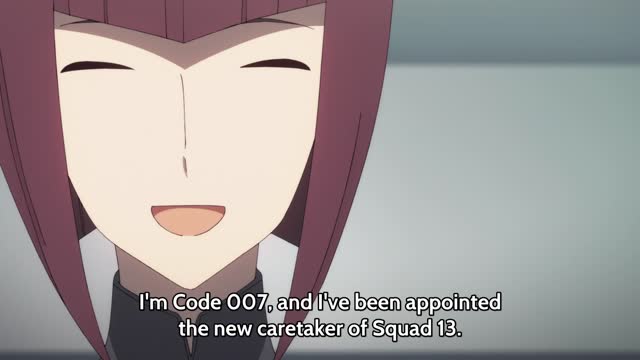 I'm Code 007, and I've been appointed
the new caretaker of Squad 13.